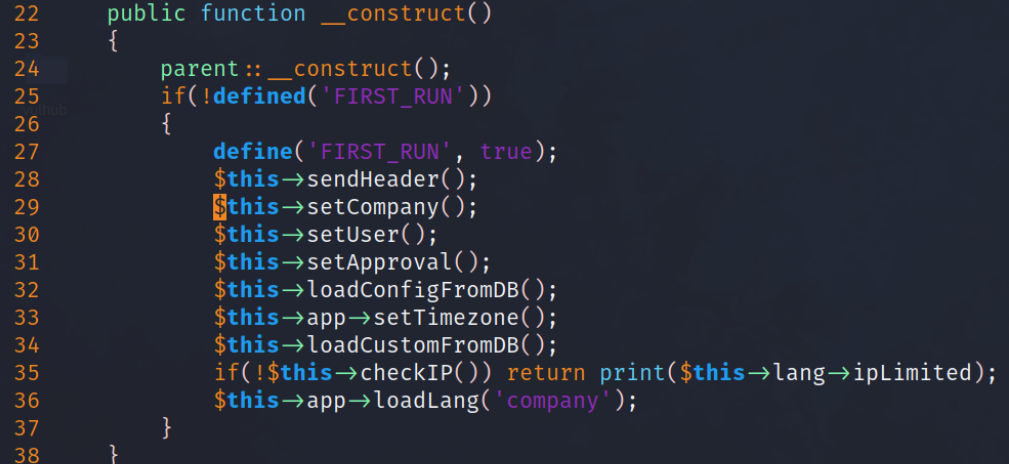 22 public function __construct()
23 {
24 parent::__construct();
25 if(!defined('FIRST_RUN'))
26 {
27 define('FIRST_RUN', true);
28 $this->sendHeader();
29 $this->setCompany();
30 $this->setUser();
31 $this->setApproval();
32 $this->loadConfigFromDB();
33 $this->app->setTimezone();
34 $this->loadCustomFromDB();
35 if(!$this->checkIP()) return print($this->lang->ipLimited);
36 $this->app->loadLang('company');
37 }
38 }